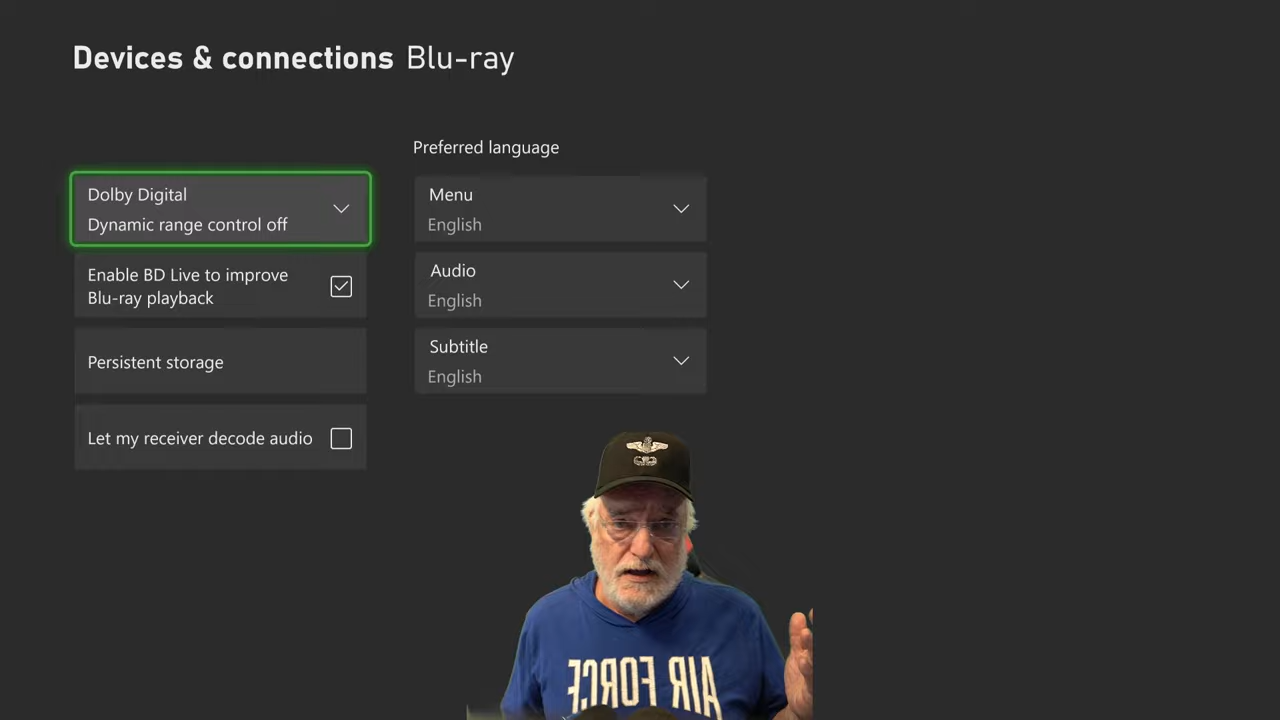 Devices & connections Blu-ray
Dolby Digital
Dynamic range control off
Enable BD Live to improve
Blu-ray playback
Persistent storage
Let my receiver decode audio
Preferred language
Menu
English
Audio
English
Subtitle
English
AIR FORCE